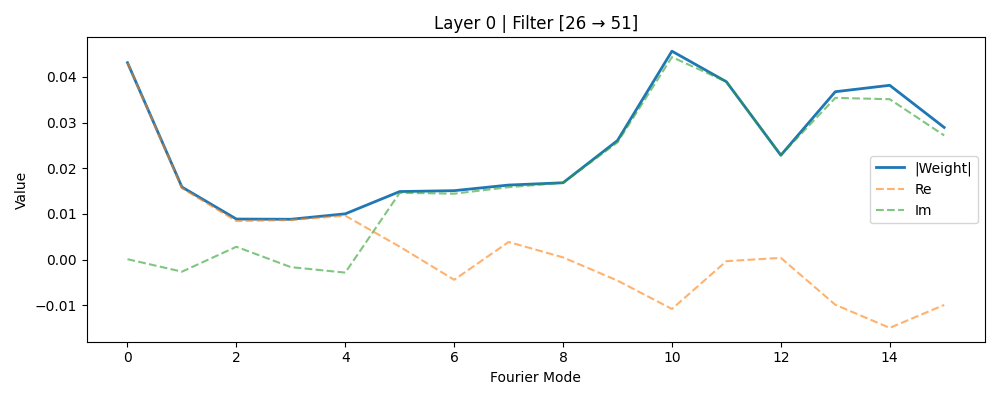 Layer 0 | Filter [26 → 51]
Value
0.04
0.03
0.02
0.01
0.00
−0.01
|Weight|
Re
Im
0 2 4 6 8 10 12 14
Fourier Mode